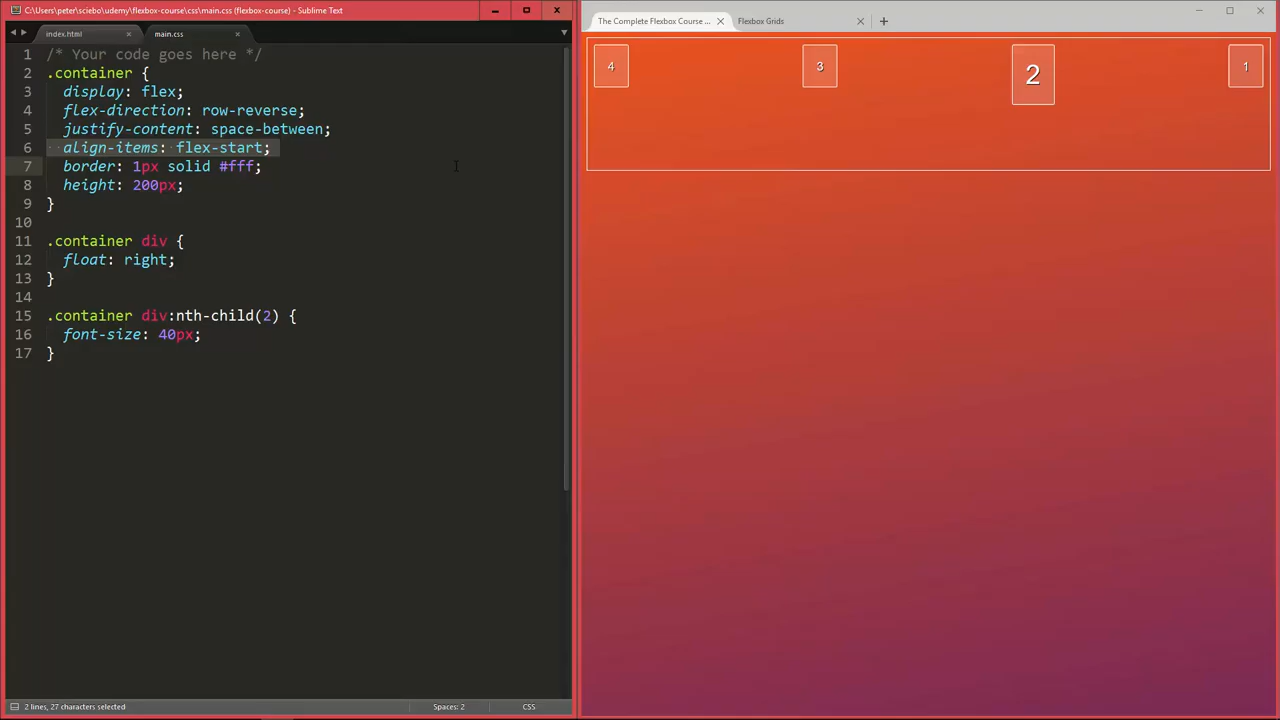 C:\Users\peter\sciebo\udemy\flexbox-course\css\main.css (flexbox-course) - Sublime Text
index.html
main.css
1 /* Your code goes here */
2 .container {
3 display: flex;
4 flex-direction: row-reverse;
5 justify-content: space-between;
6 align-items: flex-start;
7 border: 1px solid #fff;
8 height: 200px;
9 }
10
11 .container div {
12 float: right;
13 }
14
15 .container div:nth-child(2) {
16 font-size: 40px;
17 }
2 lines, 27 characters selected
Spaces: 2
CSS
The Complete Flexbox Course ...
Flexbox Grids
4 3 2 1